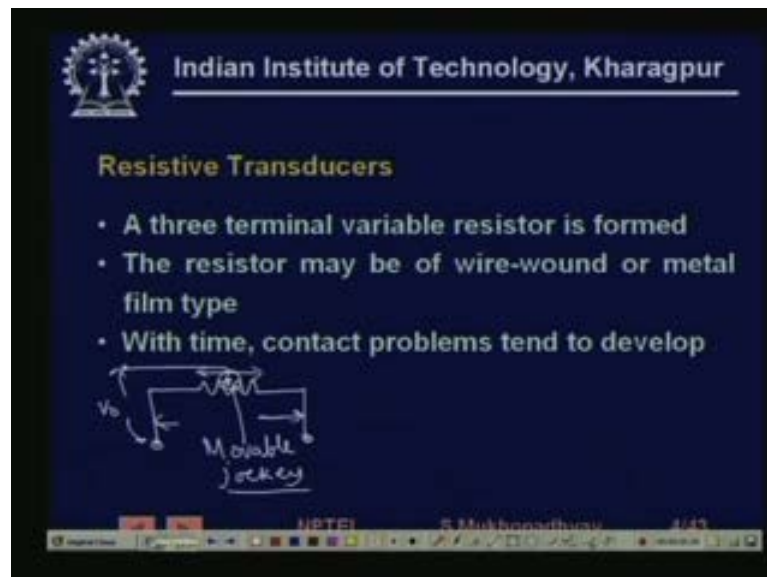 Indian Institute of Technology, Kharagpur
Resistive Transducers
• A three terminal variable resistor is formed
• The resistor may be of wire-wound or metal
film type
• With time, contact problems tend to develop
Vo
Movable
jockey
NPTEL S.Mukhopadhyay 4/43